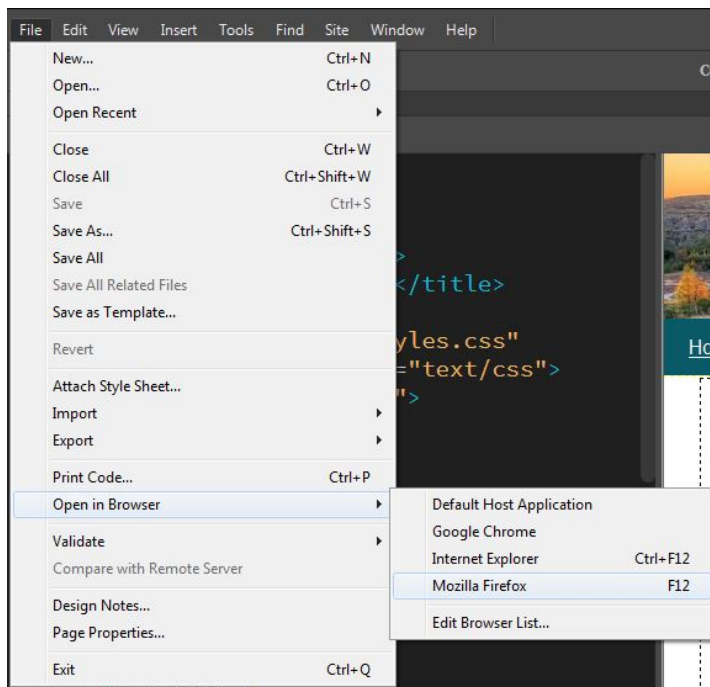 File Edit View Insert Tools Find Site Window Help
New... Ctrl+N
Open... Ctrl+O
Open Recent
Close Ctrl+W
Close All Ctrl+Shift+W
Save Ctrl+S
Save As... Ctrl+Shift+S
Save All
Save All Related Files
Save as Template...
Revert
Attach Style Sheet...
Import
Export
Print Code... Ctrl+P
Open in Browser
Validate
Compare with Remote Server
Design Notes...
Page Properties...
Exit Ctrl+Q
Default Host Application
Google Chrome
Internet Explorer Ctrl+F12
Mozilla Firefox F12
Edit Browser List...
>
</title>
yles.css"
="text/css">
">
Ho
C